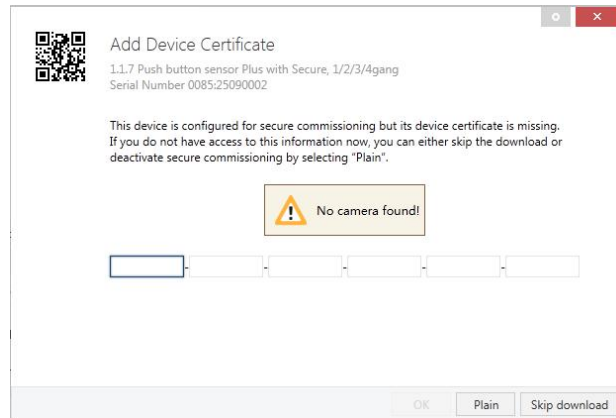 Add Device Certificate
1.1.7 Push button sensor Plus with Secure, 1/2/3/4gang
Serial Number 0085:25090002
This device is configured for secure commissioning but its device certificate is missing.
If you do not have access to this information now, you can either skip the download or
deactivate secure commissioning by selecting "Plain".
No camera found!
- - - - -
OK Plain Skip download